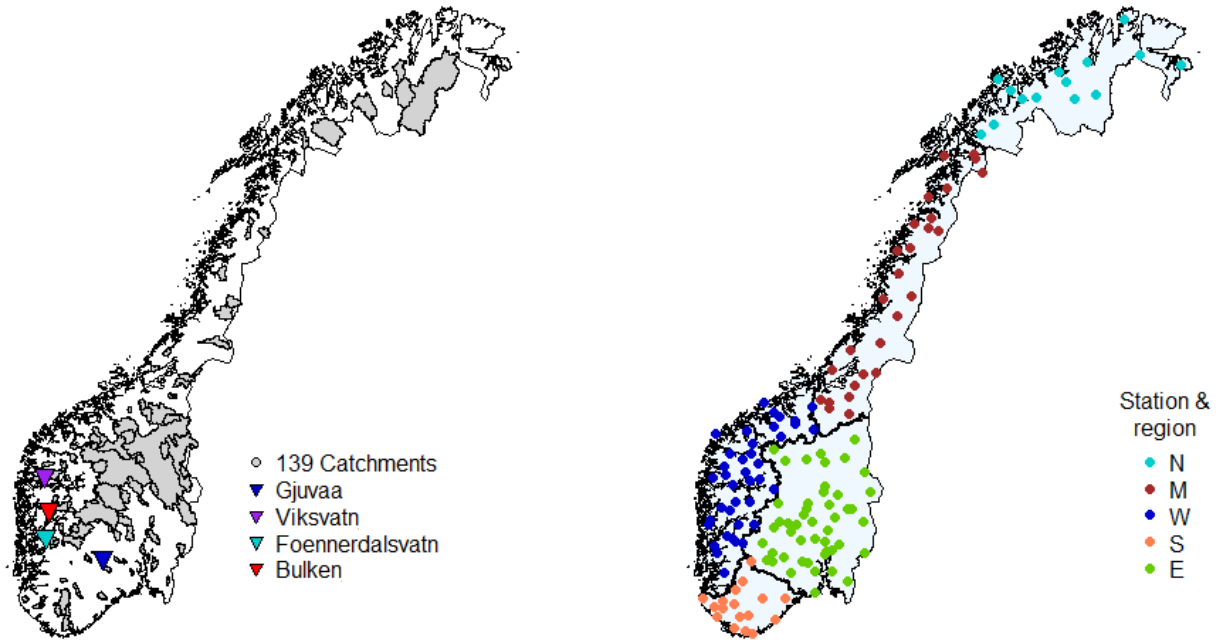 139 Catchments
Gjuvaa
Viksvatn
Foennerdalsvatn
Bulken
Station &
region
N
M
W
S
E